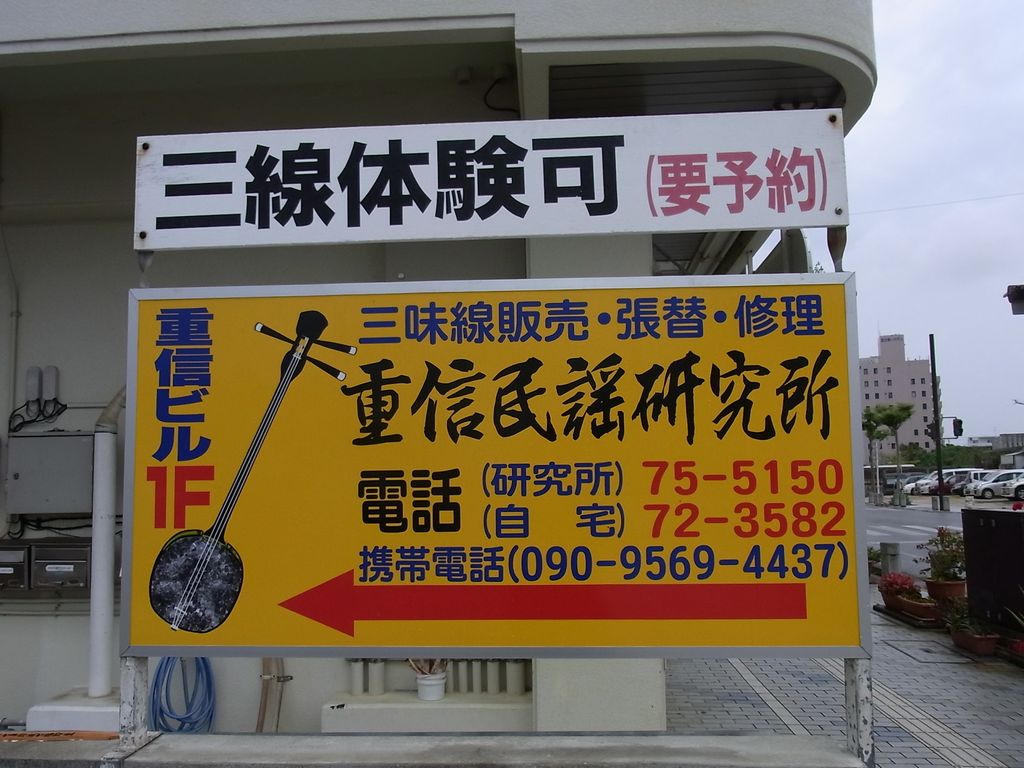 三線体験可 (要予約)
重信ビル
1F
三味線販売・張替・修理
重信民謡研究所
電話 (研究所) 75-5150
(自 宅) 72-3582
携帯電話(090-9569-4437)